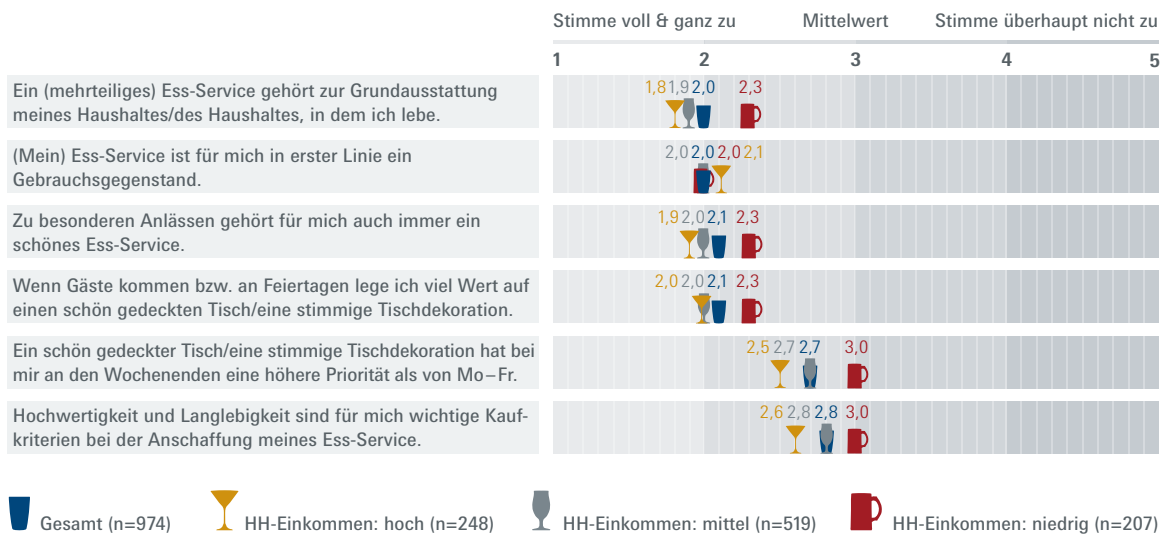 Stimme voll & ganz zu Mittelwert Stimme überhaupt nicht zu
1 2 3 4 5
Ein (mehrteiliges) Ess-Service gehört zur Grundausstattung
meines Haushaltes/des Haushaltes, in dem ich lebe.
1,8 1,9 2,0 2,3
(Mein) Ess-Service ist für mich in erster Linie ein
Gebrauchsgegenstand.
2,0 2,0 2,0 2,1
Zu besonderen Anlässen gehört für mich auch immer ein
schönes Ess-Service.
1,9 2,0 2,1 2,3
Wenn Gäste kommen bzw. an Feiertagen lege ich viel Wert auf
einen schön gedeckten Tisch/eine stimmige Tischdekoration.
2,0 2,0 2,1 2,3
Ein schön gedeckter Tisch/eine stimmige Tischdekoration hat bei
mir an den Wochenenden eine höhere Priorität als von Mo–Fr.
2,5 2,7 2,7 3,0
Hochwertigkeit und Langlebigkeit sind für mich wichtige Kauf-
kriterien bei der Anschaffung meines Ess-Service.
2,6 2,8 2,8 3,0
Gesamt (n=974) HH-Einkommen: hoch (n=248) HH-Einkommen: mittel (n=519) HH-Einkommen: niedrig (n=207)